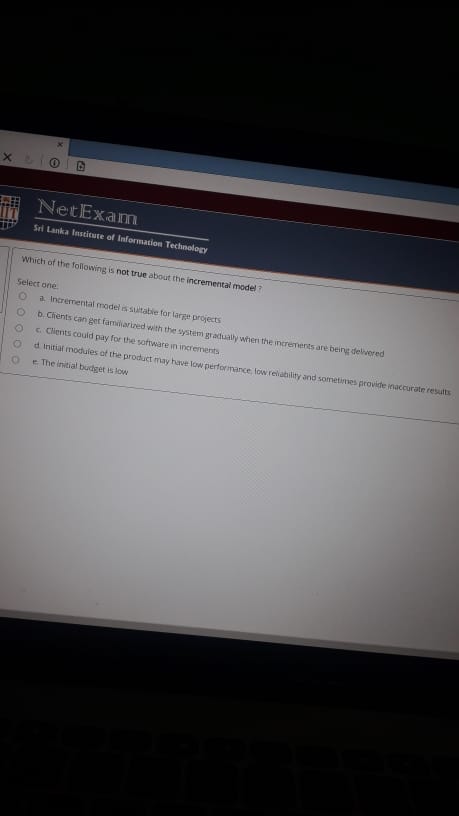 NetExam
Sri Lanka Institute of Information Technology
Which of the following is not true about the incremental model ?
Select one:
a. Incremental model is suitable for large projects
b. Clients can get familiarized with the system gradually when the increments are being delivered
c. Clients could pay for the software in increments
d. Initial modules of the product may have low performance, low reliability and sometimes provide inaccurate results
e. The initial budget is low